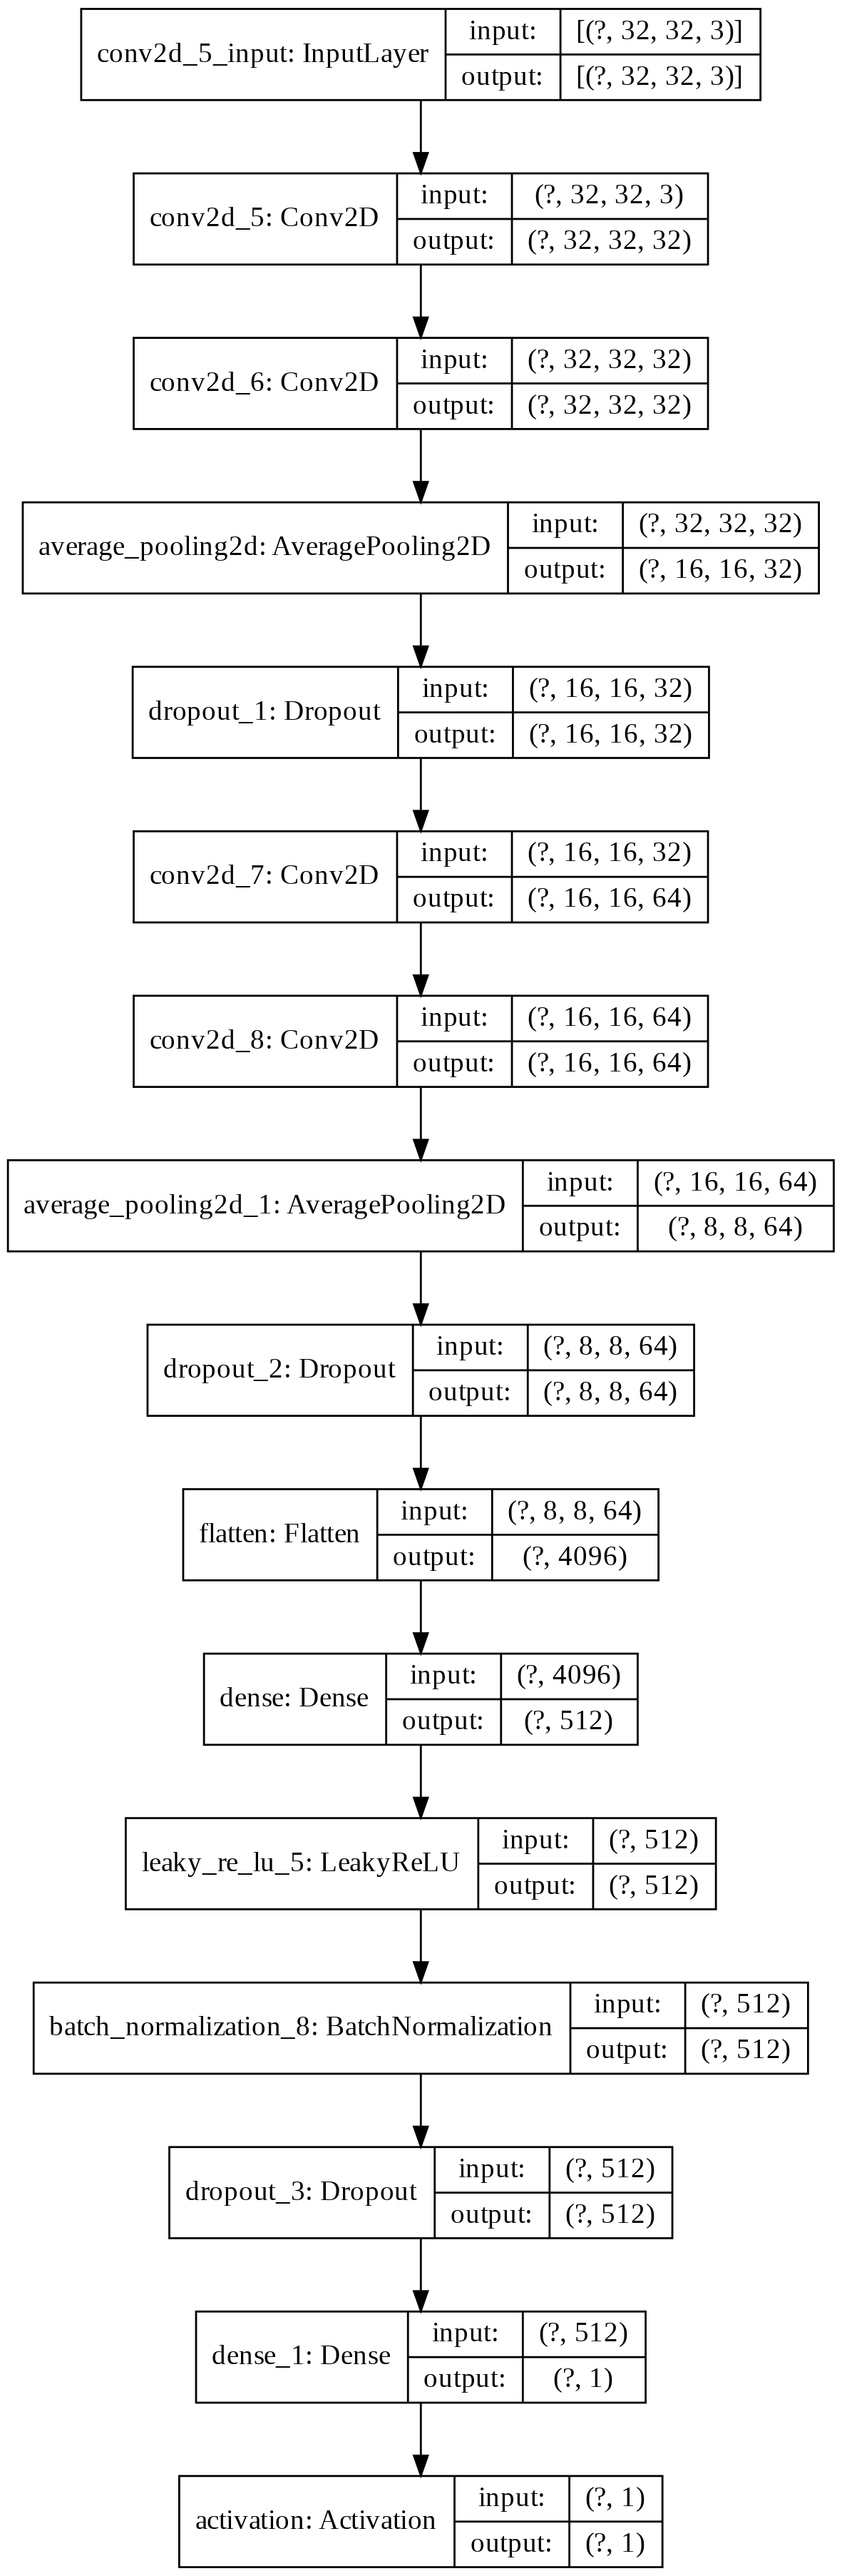 conv2d_5_input: InputLayer
input: [(?, 32, 32, 3)]
output: [(?, 32, 32, 3)]
conv2d_5: Conv2D
input: (?, 32, 32, 3)
output: (?, 32, 32, 32)
conv2d_6: Conv2D
input: (?, 32, 32, 32)
output: (?, 32, 32, 32)
average_pooling2d: AveragePooling2D
input: (?, 32, 32, 32)
output: (?, 16, 16, 32)
dropout_1: Dropout
input: (?, 16, 16, 32)
output: (?, 16, 16, 32)
conv2d_7: Conv2D
input: (?, 16, 16, 32)
output: (?, 16, 16, 64)
conv2d_8: Conv2D
input: (?, 16, 16, 64)
output: (?, 16, 16, 64)
average_pooling2d_1: AveragePooling2D
input: (?, 16, 16, 64)
output: (?, 8, 8, 64)
dropout_2: Dropout
input: (?, 8, 8, 64)
output: (?, 8, 8, 64)
flatten: Flatten
input: (?, 8, 8, 64)
output: (?, 4096)
dense: Dense
input: (?, 4096)
output: (?, 512)
leaky_re_lu_5: LeakyReLU
input: (?, 512)
output: (?, 512)
batch_normalization_8: BatchNormalization
input: (?, 512)
output: (?, 512)
dropout_3: Dropout
input: (?, 512)
output: (?, 512)
dense_1: Dense
input: (?, 512)
output: (?, 1)
activation: Activation
input: (?, 1)
output: (?, 1)